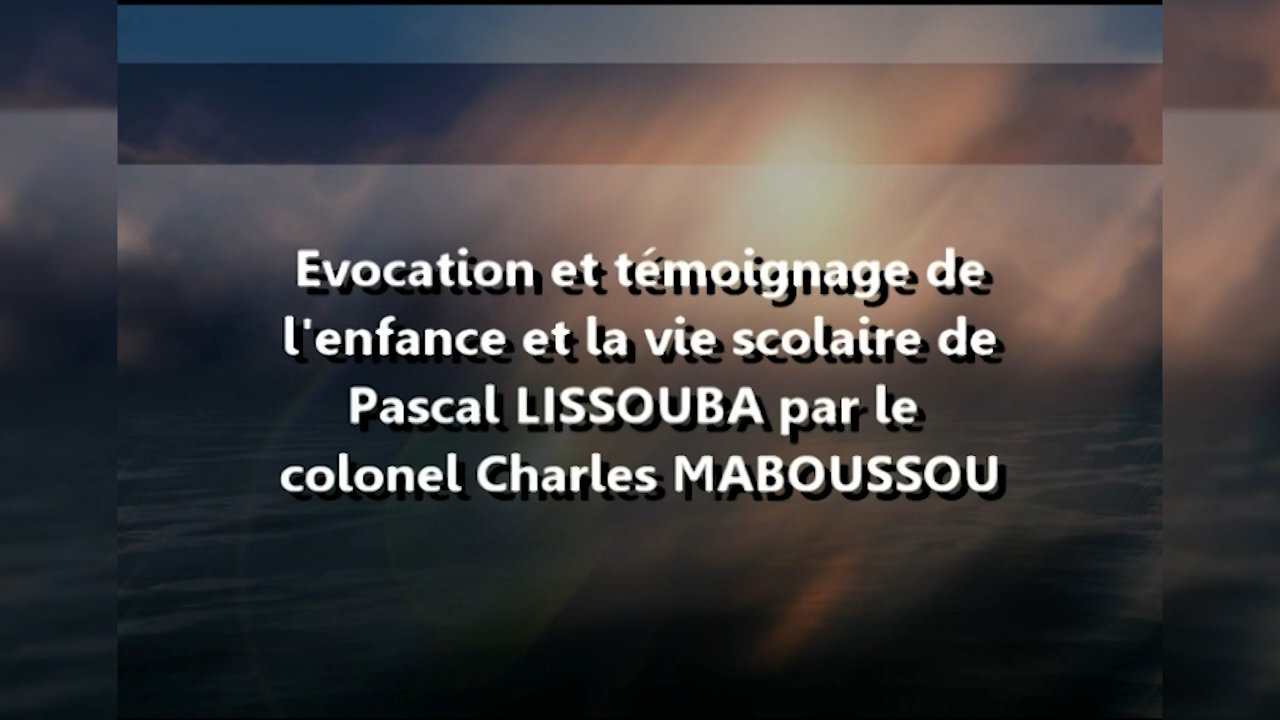 Evocation et témoignage de
l'enfance et la vie scolaire de
Pascal LISSOUBA par le
colonel Charles MABOUSSOU